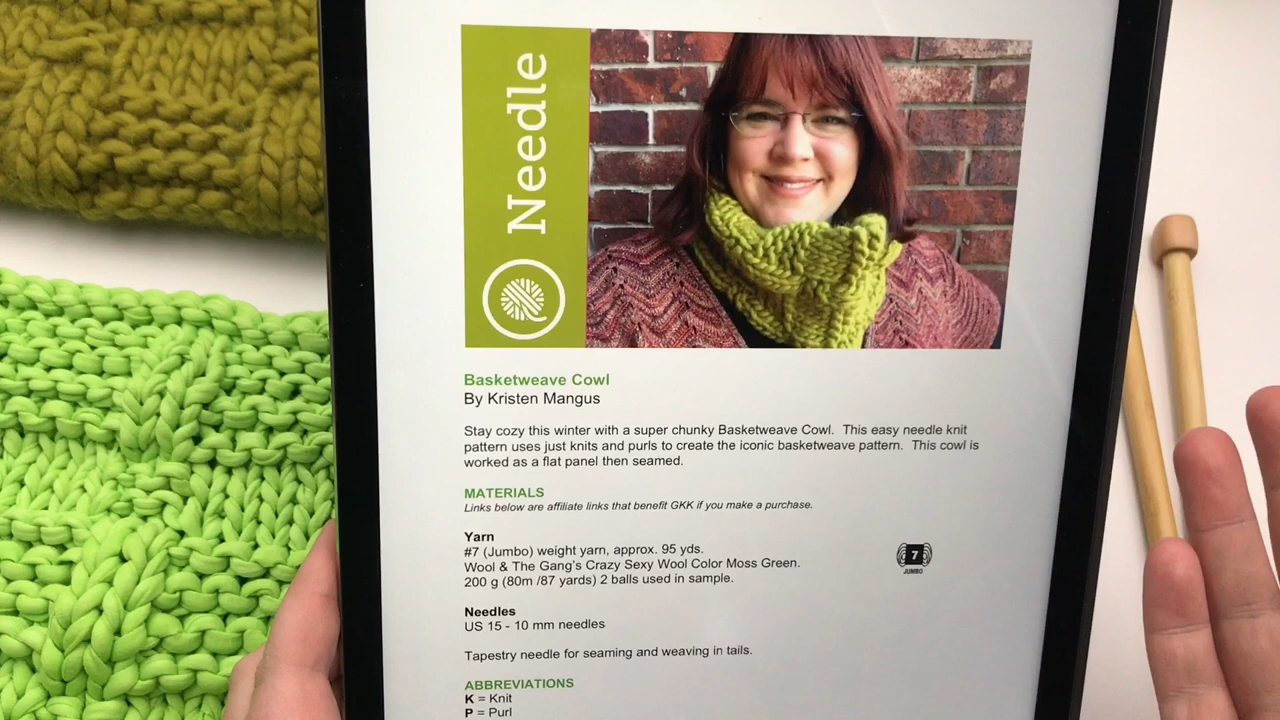 Needle
Basketweave Cowl
By Kristen Mangus
Stay cozy this winter with a super chunky Basketweave Cowl. This easy needle knit
pattern uses just knits and purls to create the iconic basketweave pattern. This cowl is
worked as a flat panel then seamed.
MATERIALS
Links below are affiliate links that benefit GKK if you make a purchase.
Yarn
#7 (Jumbo) weight yarn, approx. 95 yds.
Wool & The Gang's Crazy Sexy Wool Color Moss Green.
200 g (80m /87 yards) 2 balls used in sample.
7
JUMBO
Needles
US 15 - 10 mm needles
Tapestry needle for seaming and weaving in tails.
ABBREVIATIONS
K = Knit
P = Purl